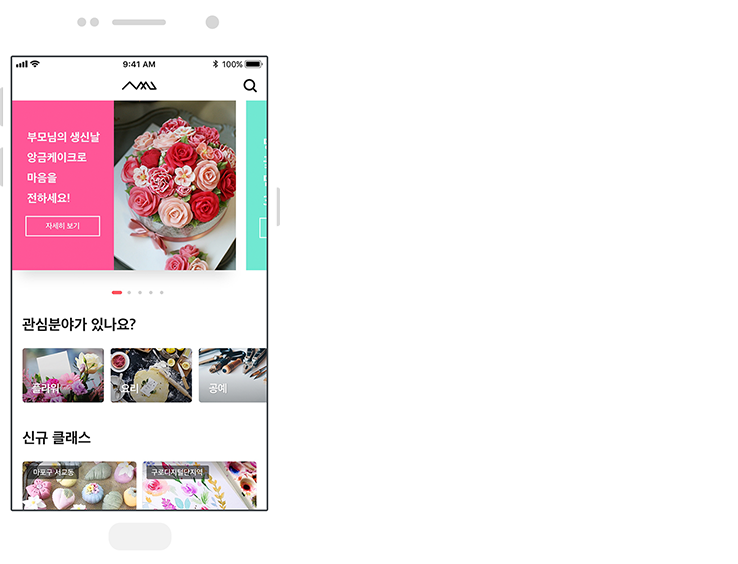 9:41 AM
100%
부모님의 생신날
앙금케이크로
마음을
전하세요!
자세히 보기
관심분야가 있나요?
플라워
요리
공예
신규 클래스
마포구 서교동
구로디지털단지역